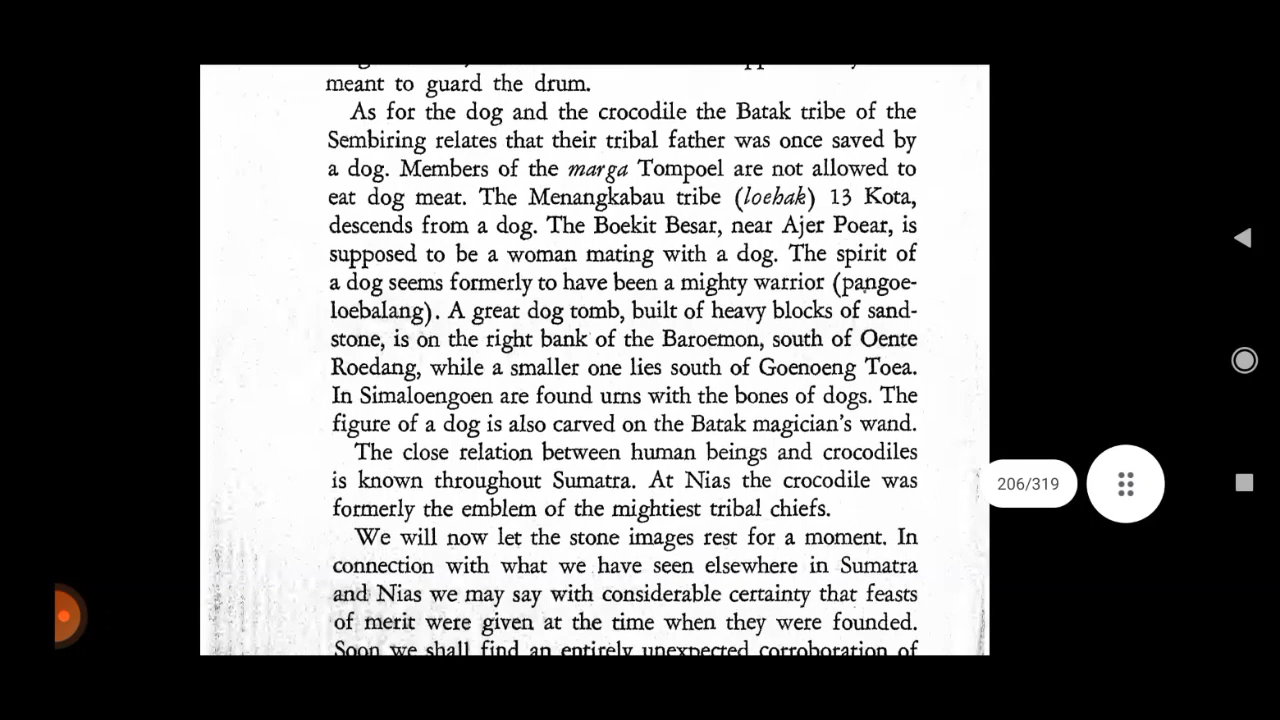 meant to guard the drum.
As for the dog and the crocodile the Batak tribe of the
Sembiring relates that their tribal father was once saved by
a dog. Members of the marga Tompoel are not allowed to
eat dog meat. The Menangkabau tribe (loehak) 13 Kota,
descends from a dog. The Boekit Besar, near Ajer Poear, is
supposed to be a woman mating with a dog. The spirit of
a dog seems formerly to have been a mighty warrior (pangoe-
loebalang). A great dog tomb, built of heavy blocks of sand-
stone, is on the right bank of the Baroemon, south of Oente
Roedang, while a smaller one lies south of Goenoeng Toea.
In Simaloengoen are found urns with the bones of dogs. The
figure of a dog is also carved on the Batak magician's wand.
The close relation between human beings and crocodiles
is known throughout Sumatra. At Nias the crocodile was
formerly the emblem of the mightiest tribal chiefs.
We will now let the stone images rest for a moment. In
connection with what we have seen elsewhere in Sumatra
and Nias we may say with considerable certainty that feasts
of merit were given at the time when they were founded.
Soon we shall find an entirely unexpected corroboration of
206/319